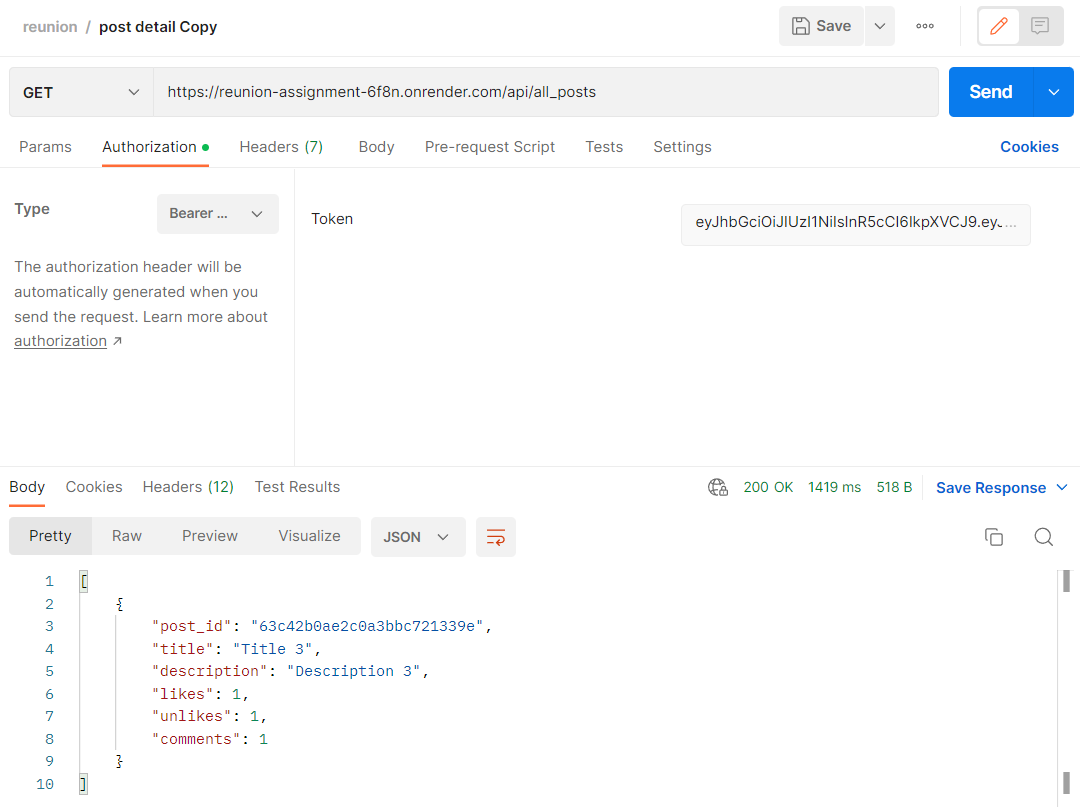 reunion / post detail Copy
Save
GET
https://reunion-assignment-6f8n.onrender.com/api/all_posts
Send
Params Authorization Headers (7) Body Pre-request Script Tests Settings Cookies
Type
Bearer ...
Token
eyJhbGciOiJIUzI1NiIsInR5cCI6IkpXVCJ9.eyJ...
The authorization header will be
automatically generated when you
send the request. Learn more about
authorization ↗
Body Cookies Headers (12) Test Results
200 OK 1419 ms 518 B Save Response
Pretty Raw Preview Visualize JSON
1 [
2 {
3 "post_id": "63c42b0ae2c0a3bbc721339e",
4 "title": "Title 3",
5 "description": "Description 3",
6 "likes": 1,
7 "unlikes": 1,
8 "comments": 1
9 }
10 ]